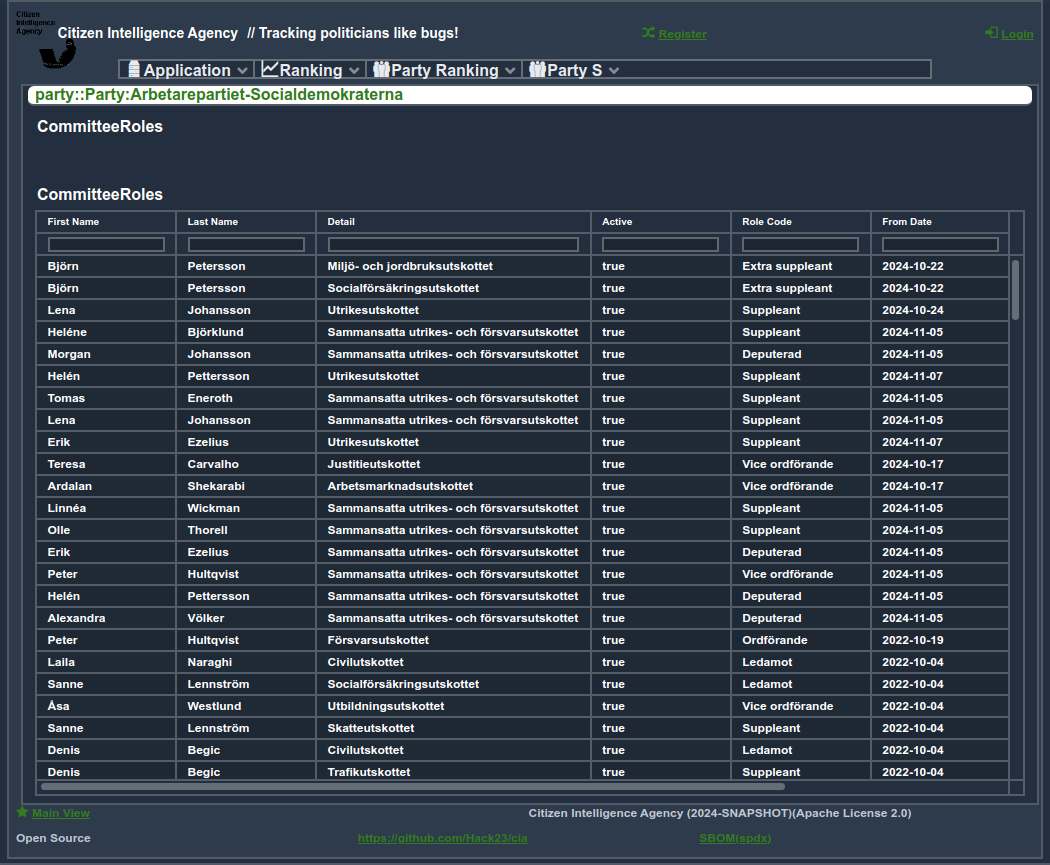 Citizen
Intelligence
Agency
Citizen Intelligence Agency // Tracking politicians like bugs!
Register
Login
Application Ranking Party Ranking Party S
party::Party:Arbetarepartiet-Socialdemokraterna
CommitteeRoles
CommitteeRoles
First Name Last Name Detail Active Role Code From Date
Björn Petersson Miljö- och jordbruksutskottet true Extra suppleant 2024-10-22
Björn Petersson Socialförsäkringsutskottet true Extra suppleant 2024-10-22
Lena Johansson Utrikesutskottet true Suppleant 2024-10-24
Heléne Björklund Sammansatta utrikes- och försvarsutskottet true Suppleant 2024-11-05
Morgan Johansson Sammansatta utrikes- och försvarsutskottet true Deputerad 2024-11-05
Helén Pettersson Utrikesutskottet true Suppleant 2024-11-07
Tomas Eneroth Sammansatta utrikes- och försvarsutskottet true Suppleant 2024-11-05
Lena Johansson Sammansatta utrikes- och försvarsutskottet true Suppleant 2024-11-05
Erik Ezelius Utrikesutskottet true Suppleant 2024-11-07
Teresa Carvalho Justitieutskottet true Vice ordförande 2024-10-17
Ardalan Shekarabi Arbetsmarknadsutskottet true Vice ordförande 2024-10-17
Linnéa Wickman Sammansatta utrikes- och försvarsutskottet true Suppleant 2024-11-05
Olle Thorell Sammansatta utrikes- och försvarsutskottet true Suppleant 2024-11-05
Erik Ezelius Sammansatta utrikes- och försvarsutskottet true Deputerad 2024-11-05
Peter Hultqvist Sammansatta utrikes- och försvarsutskottet true Vice ordförande 2024-11-05
Helén Pettersson Sammansatta utrikes- och försvarsutskottet true Deputerad 2024-11-05
Alexandra Völker Sammansatta utrikes- och försvarsutskottet true Deputerad 2024-11-05
Peter Hultqvist Försvarsutskottet true Ordförande 2022-10-19
Laila Naraghi Civilutskottet true Ledamot 2022-10-04
Sanne Lennström Socialförsäkringsutskottet true Ledamot 2022-10-04
Åsa Westlund Utbildningsutskottet true Vice ordförande 2022-10-04
Sanne Lennström Skatteutskottet true Suppleant 2022-10-04
Denis Begic Civilutskottet true Ledamot 2022-10-04
Denis Begic Trafikutskottet true Suppleant 2022-10-04
Main View Citizen Intelligence Agency (2024-SNAPSHOT)(Apache License 2.0)
Open Source https://github.com/Hack23/cia SBOM(spdx)